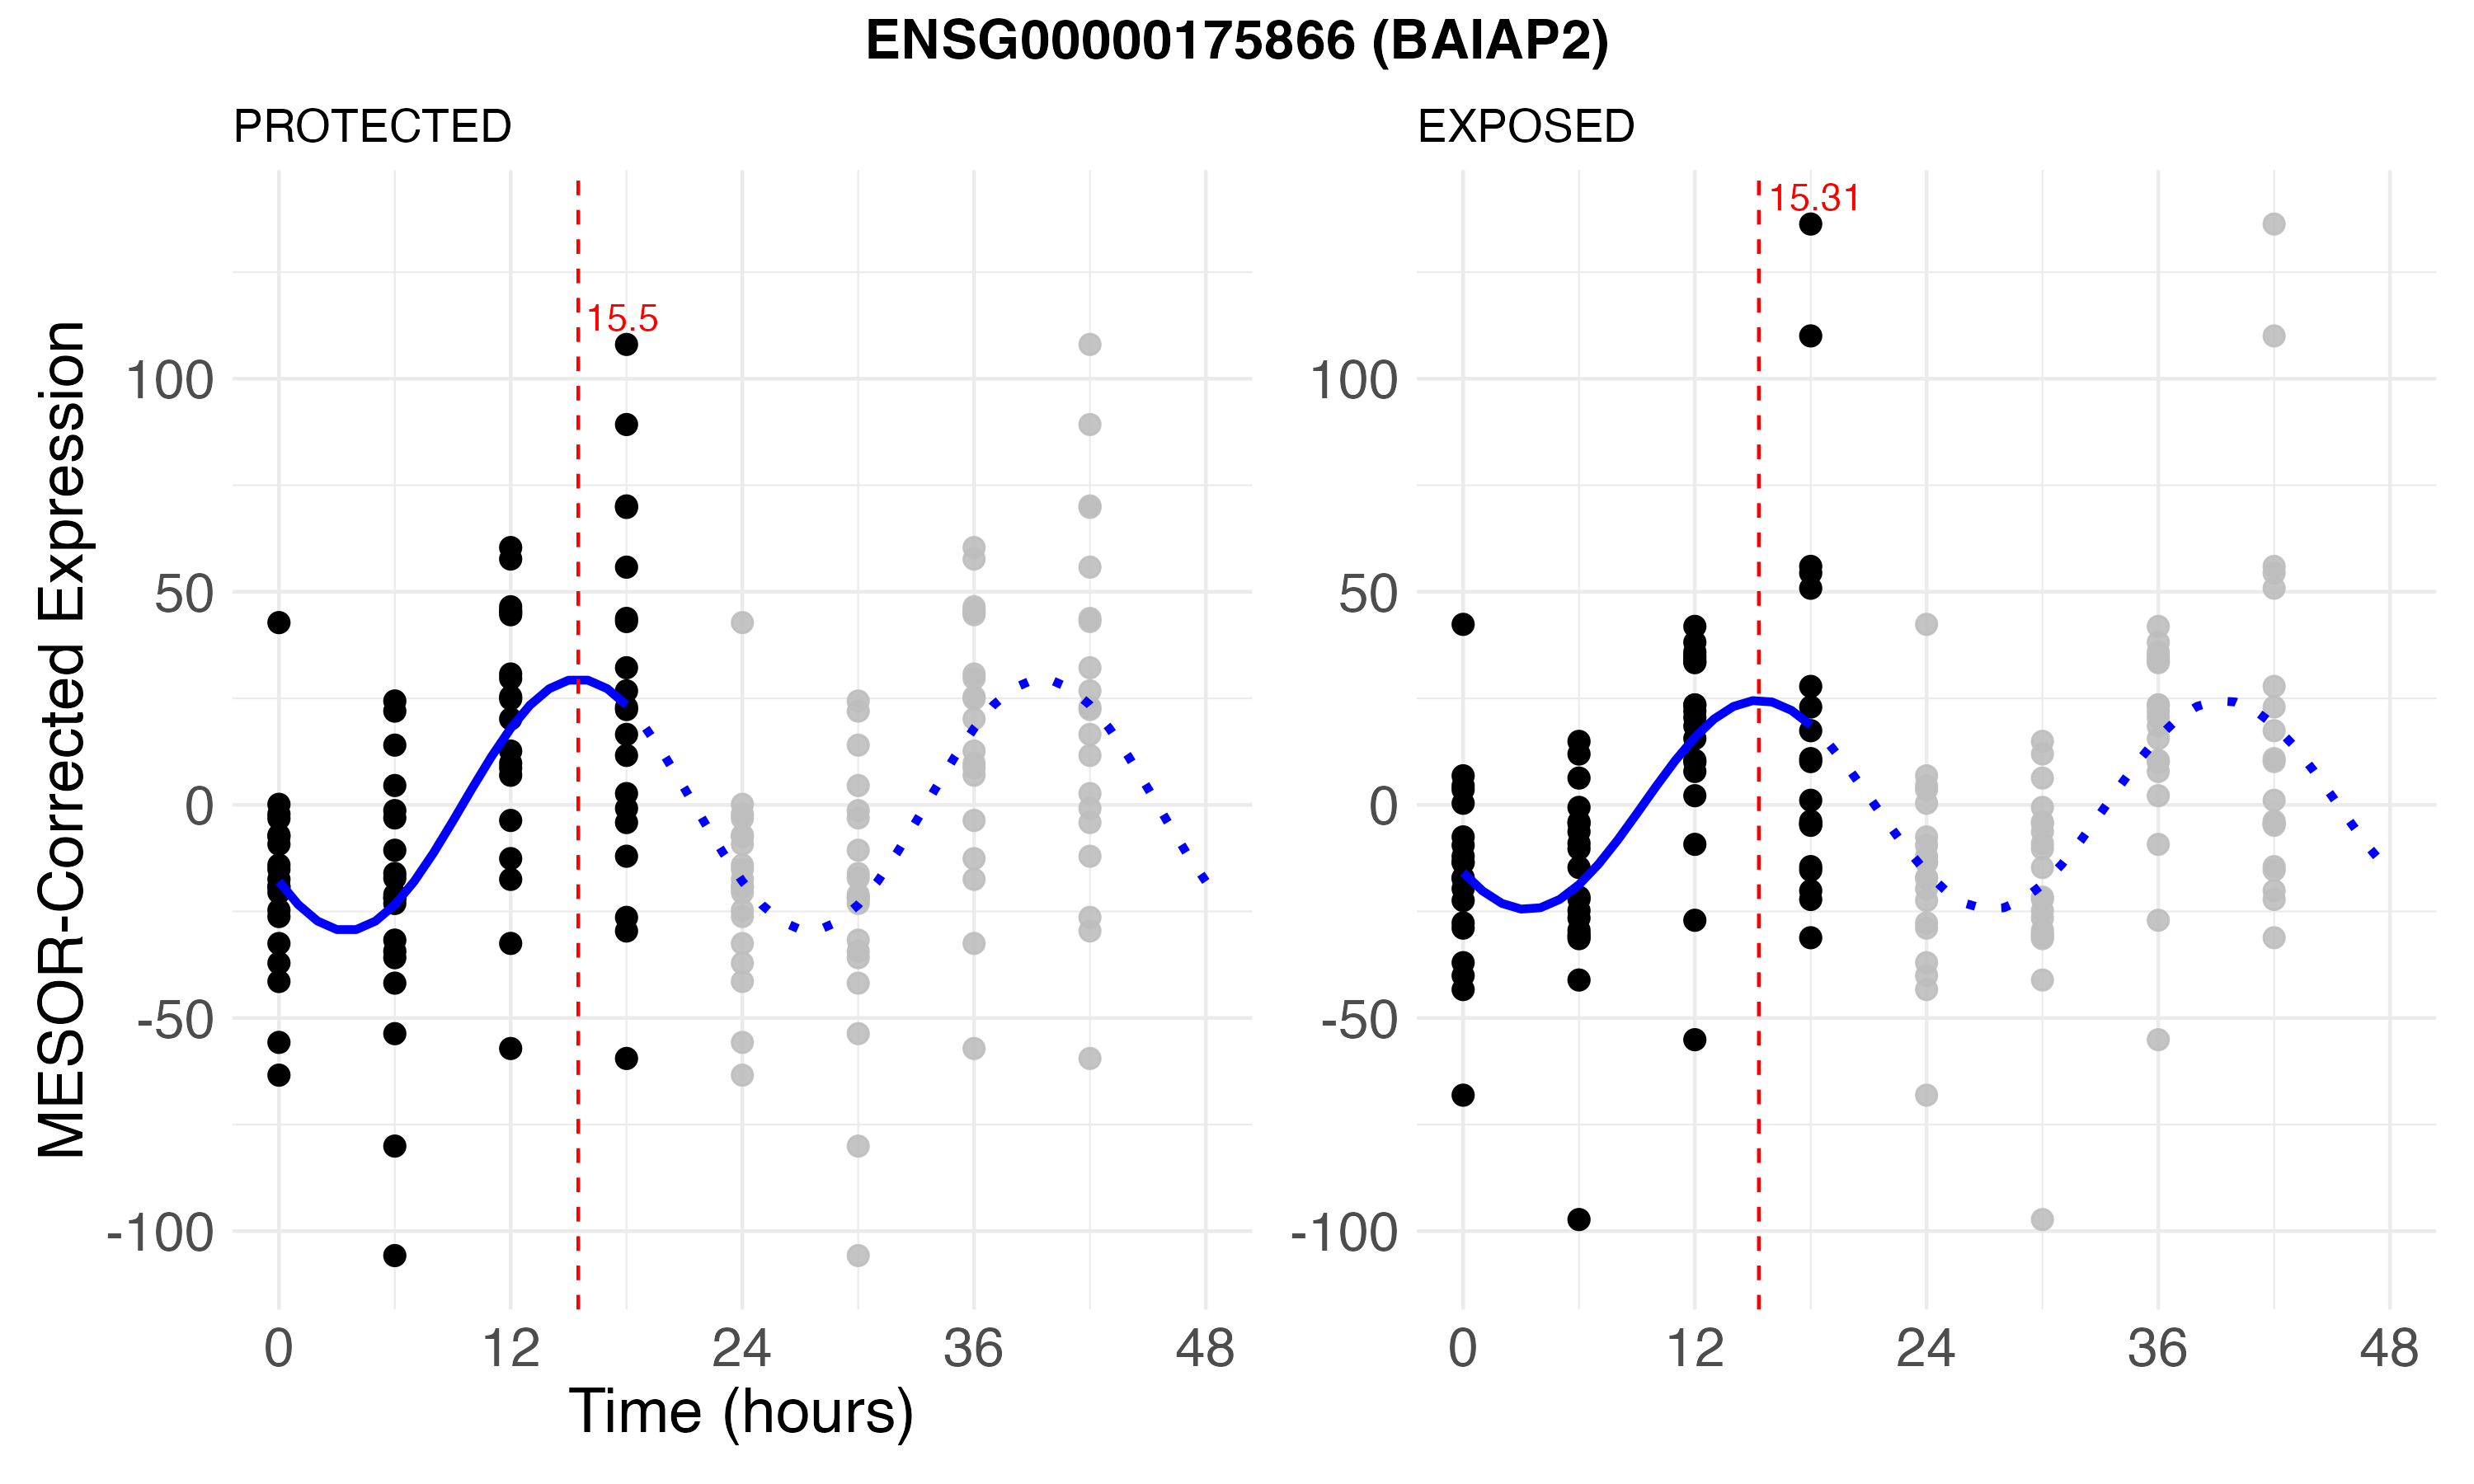 ENSG00000175866 (BAIAP2)
PROTECTED
EXPOSED
15.31
15.5
MESOR-Corrected Expression
100
50
0
-50
-100
100
50
0
-50
-100
0 12 24 36 48
0 12 24 36 48
Time (hours)